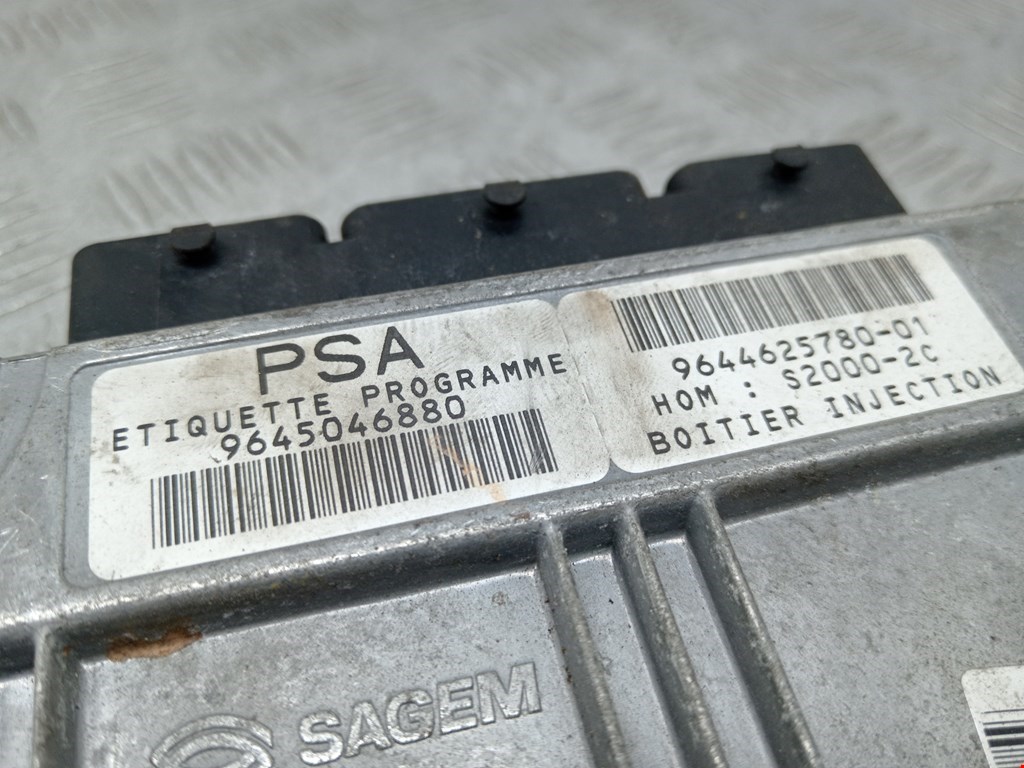 PSA
ETIQUETTE PROGRAMME
9645046880
9644625780-01
HOM : S2000-2C
BOITIER INJECTION
SAGEM